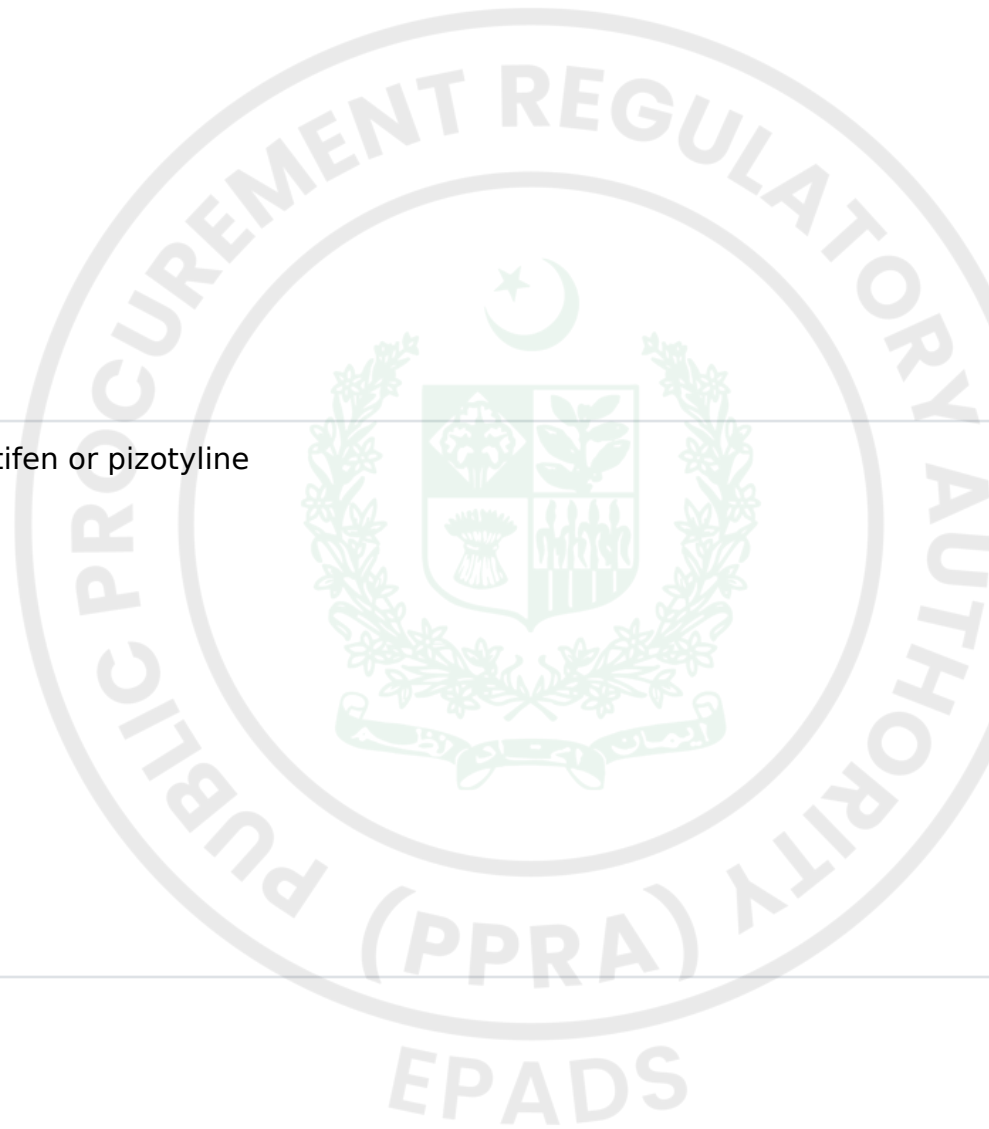 PUBLIC PROCUREMENT REGULATORY AUTHORITY
tifen or pizotyline
(PPRA)
EPADS